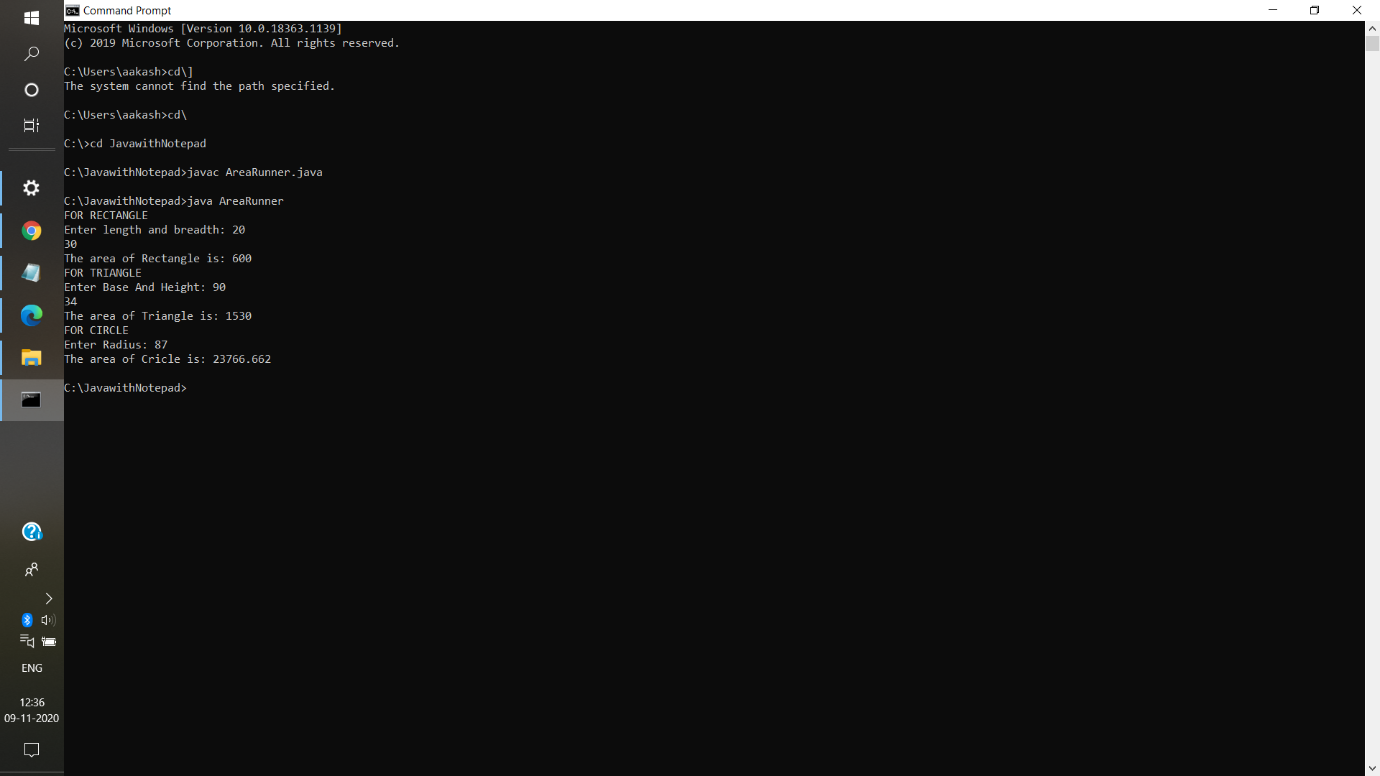 Command Prompt
Microsoft Windows [Version 10.0.18363.1139]
(c) 2019 Microsoft Corporation. All rights reserved.
C:\Users\aakash>cd\]
The system cannot find the path specified.
C:\Users\aakash>cd\
C:\>cd JavawithNotepad
C:\JavawithNotepad>javac AreaRunner.java
C:\JavawithNotepad>java AreaRunner
FOR RECTANGLE
Enter length and breadth: 20
30
The area of Rectangle is: 600
FOR TRIANGLE
Enter Base And Height: 90
34
The area of Triangle is: 1530
FOR CIRCLE
Enter Radius: 87
The area of Cricle is: 23766.662
C:\JavawithNotepad>
ENG
12:36
09-11-2020